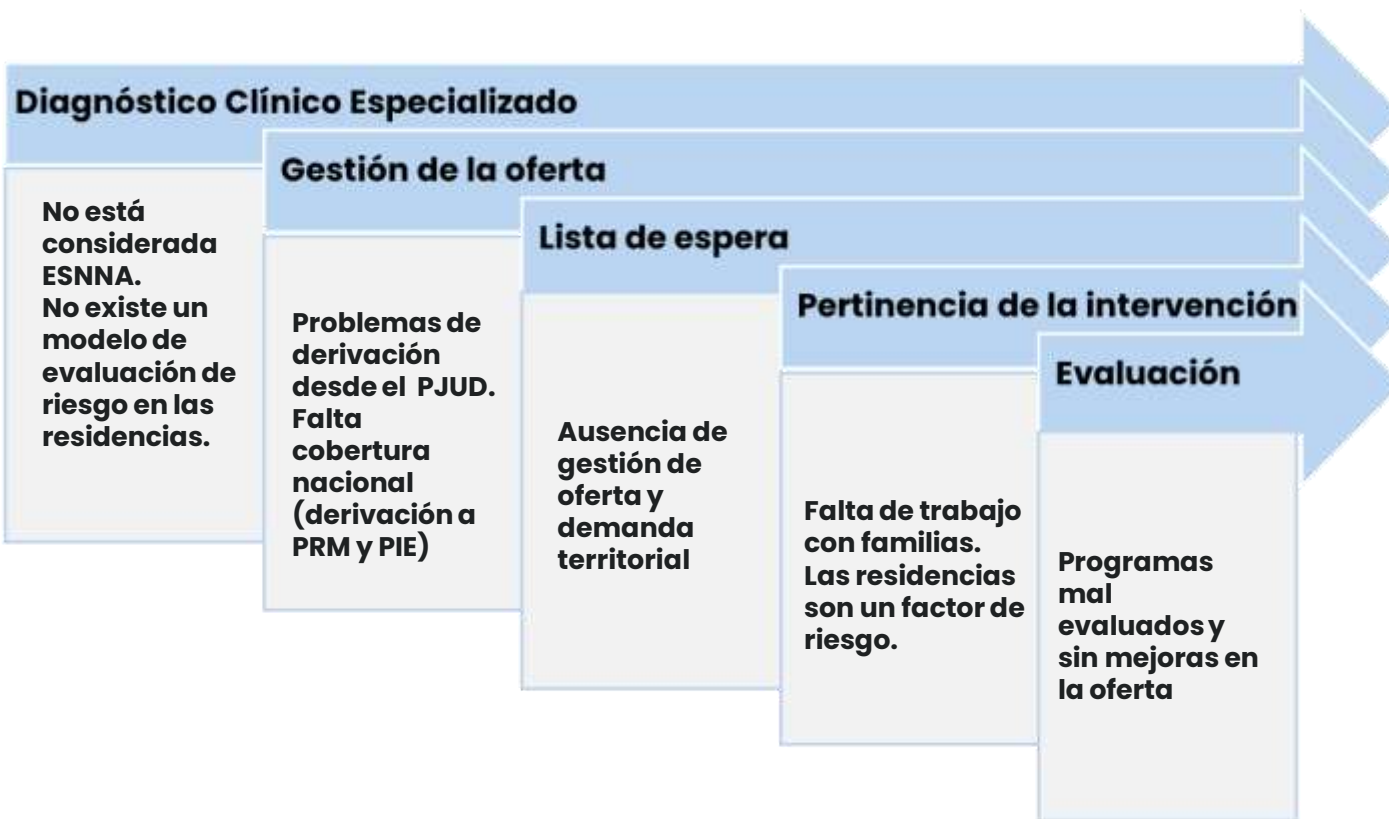 Diagnóstico Clínico Especializado
No está
considerada
ESNNA.
No existe un
modelo de
evaluación de
riesgo en las
residencias.
Gestión de la oferta
Problemas de
derivación
desde el PJUD.
Falta
cobertura
nacional
(derivación a
PRM y PIE)
Lista de espera
Ausencia de
gestión de
oferta y
demanda
territorial
Pertinencia de la intervención
Falta de trabajo
con familias.
Las residencias
son un factor de
riesgo.
Evaluación
Programas
mal
evaluados y
sin mejoras en
la oferta